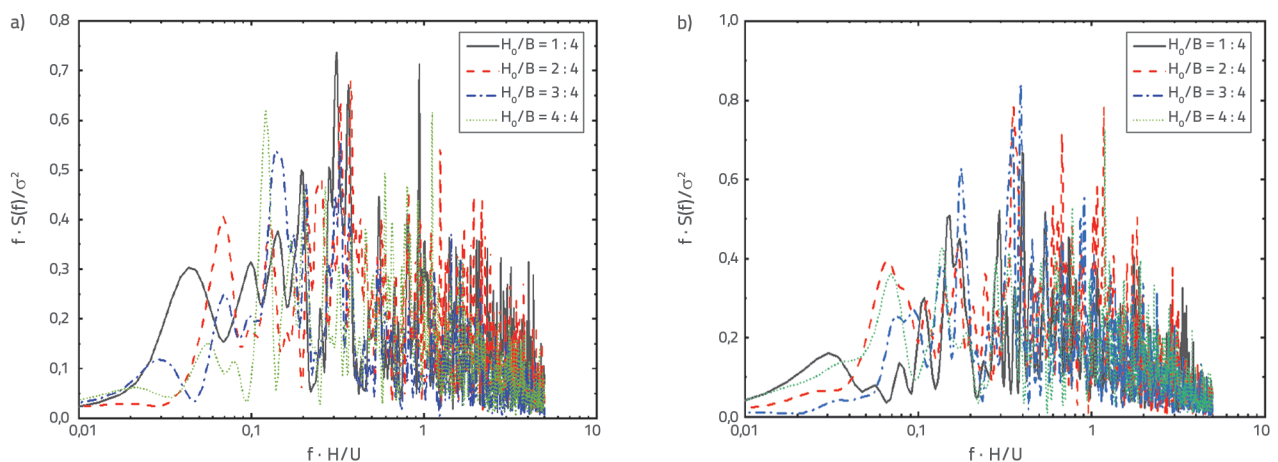 a)
0,8
0,7
0,6
0,5
0,4
0,3
0,2
0,1
0,0
f · S(f)/σ²
0,01
0,1
1
10
f · H/U
H₀/B = 1 : 4
H₀/B = 2 : 4
H₀/B = 3 : 4
H₀/B = 4 : 4
b)
1,0
0,8
0,6
0,4
0,2
0,0
f · S(f)/σ²
0,01
0,1
1
10
f · H/U
H₀/B = 1 : 4
H₀/B = 2 : 4
H₀/B = 3 : 4
H₀/B = 4 : 4